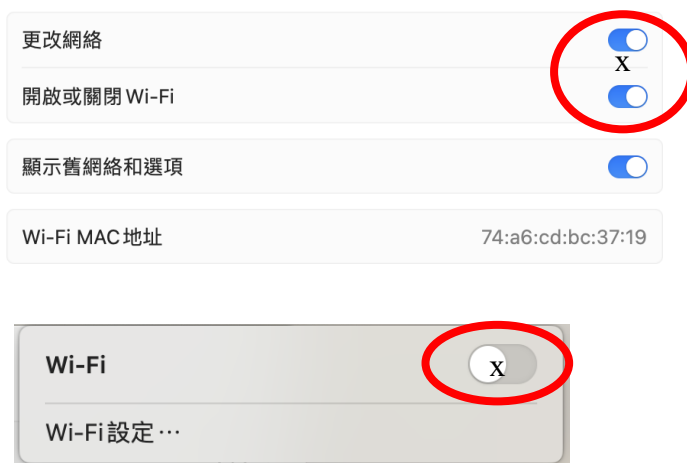 更改網絡
x
開啟或關閉 Wi-Fi
顯示舊網絡和選項
Wi-Fi MAC 地址 74:a6:cd:bc:37:19
Wi-Fi x
Wi-Fi 設定…